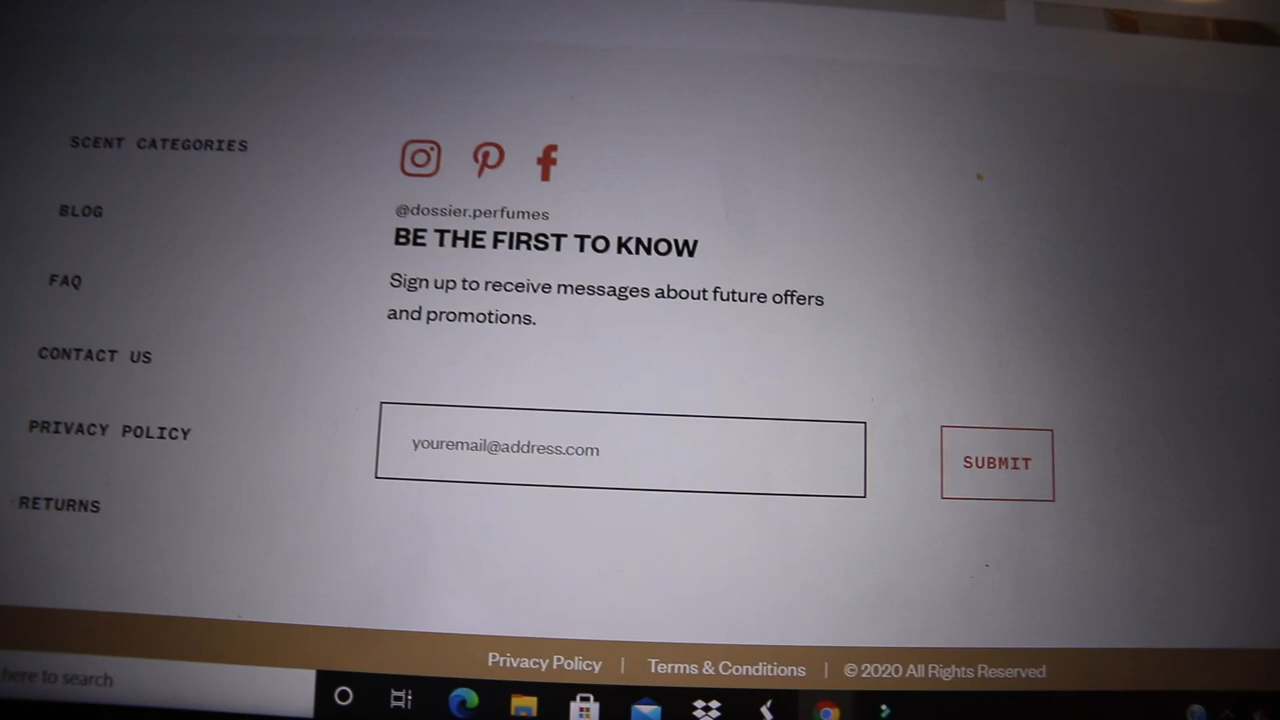 SCENT CATEGORIES
BLOG
FAQ
CONTACT US
PRIVACY POLICY
RETURNS
@dossier.perfumes
BE THE FIRST TO KNOW
Sign up to receive messages about future offers
and promotions.
youremail@address.com
SUBMIT
Privacy Policy | Terms & Conditions | © 2020 All Rights Reserved
here to search